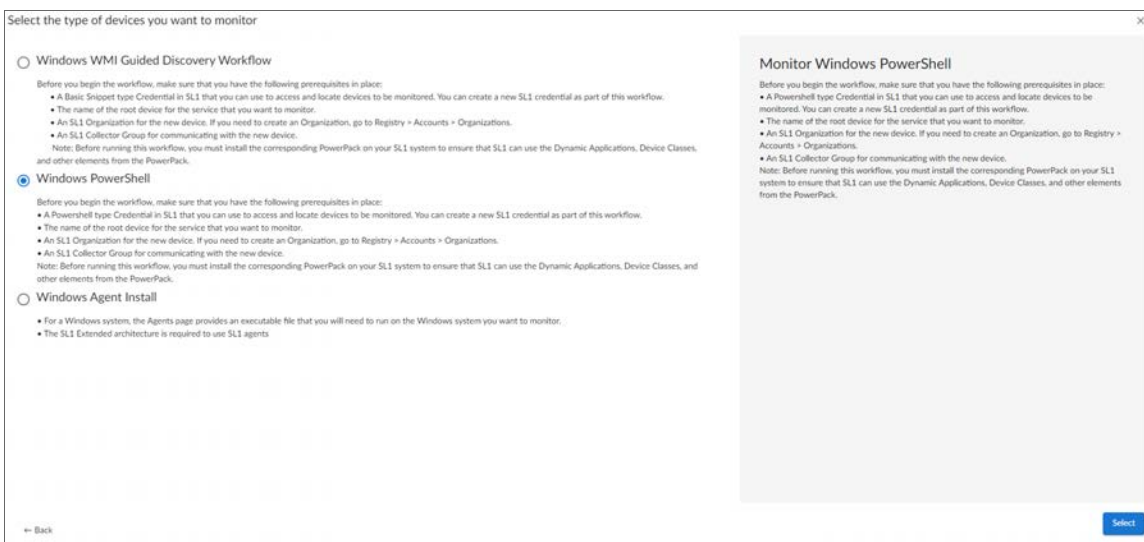 Select the type of devices you want to monitor
×
Windows WMI Guided Discovery Workflow
Before you begin the workflow, make sure that you have the following prerequisites in place:
• A Basic Snippet type Credential in SL1 that you can use to access and locate devices to be monitored. You can create a new SL1 credential as part of this workflow.
• The name of the root device for the service that you want to monitor.
• An SL1 Organization for the new device. If you need to create an Organization, go to Registry > Accounts > Organizations.
• An SL1 Collector Group for communicating with the new device.
Note: Before running this workflow, you must install the corresponding PowerPack on your SL1 system to ensure that SL1 can use the Dynamic Applications, Device Classes,
and other elements from the PowerPack.
Windows PowerShell
Before you begin the workflow, make sure that you have the following prerequisites in place:
• A Powershell type Credential in SL1 that you can use to access and locate devices to be monitored. You can create a new SL1 credential as part of this workflow.
• The name of the root device for the service that you want to monitor.
• An SL1 Organization for the new device. If you need to create an Organization, go to Registry > Accounts > Organizations.
• An SL1 Collector Group for communicating with the new device.
Note: Before running this workflow, you must install the corresponding PowerPack on your SL1 system to ensure that SL1 can use the Dynamic Applications, Device Classes, and
other elements from the PowerPack.
Windows Agent Install
• For a Windows system, the Agents page provides an executable file that you will need to run on the Windows system you want to monitor.
• The SL1 Extended architecture is required to use SL1 agents
Monitor Windows PowerShell
Before you begin the workflow, make sure that you have the following prerequisites in place:
• A Powershell type Credential in SL1 that you can use to access and locate devices to be
monitored. You can create a new SL1 credential as part of this workflow.
• The name of the root device for the service that you want to monitor.
• An SL1 Organization for the new device. If you need to create an Organization, go to Registry >
Accounts > Organizations.
• An SL1 Collector Group for communicating with the new device.
Note: Before running this workflow, you must install the corresponding PowerPack on your SL1
system to ensure that SL1 can use the Dynamic Applications, Device Classes, and other elements
from the PowerPack.
← Back
Select